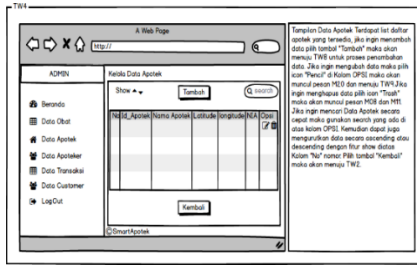 TW4
A Web Page
http://
ADMIN
Beranda
Data Obat
Data Apotek
Data Apoteker
Data Transaksi
Data Customer
LogOut
Kelola Data Apotek
Show
Tambah
search
No Id_Apotek Nama Apotek Latitude longitude NIA Opsi
Kembali
©SmartApotek
Tampilan Data Apotek Terdapat list daftar
apotek yang tersedia, jika ingin menambah
data pilih tombol "Tambah" maka akan
menuju TW8 untuk proses penambahan
data. Jika ingin mengubah data maka pilih
icon "Pencil" di Kolom OPSI maka akan
muncul pesan M20 dan menuju TW9.Jika
ingin menghapus data pilih icon "Trash"
maka akan muncul pesan M08 dan M11.
Jika ingin mencari Data Apotek secara
cepat maka gunakan search yang ada di
atas kolom OPSI. Kemudian dapat juga
mengurutkan data secara ascending atau
descending dengan fitur show diatas
Kolom "No" nomor. Pilih tombol "Kembali"
maka akan menuju TW2.